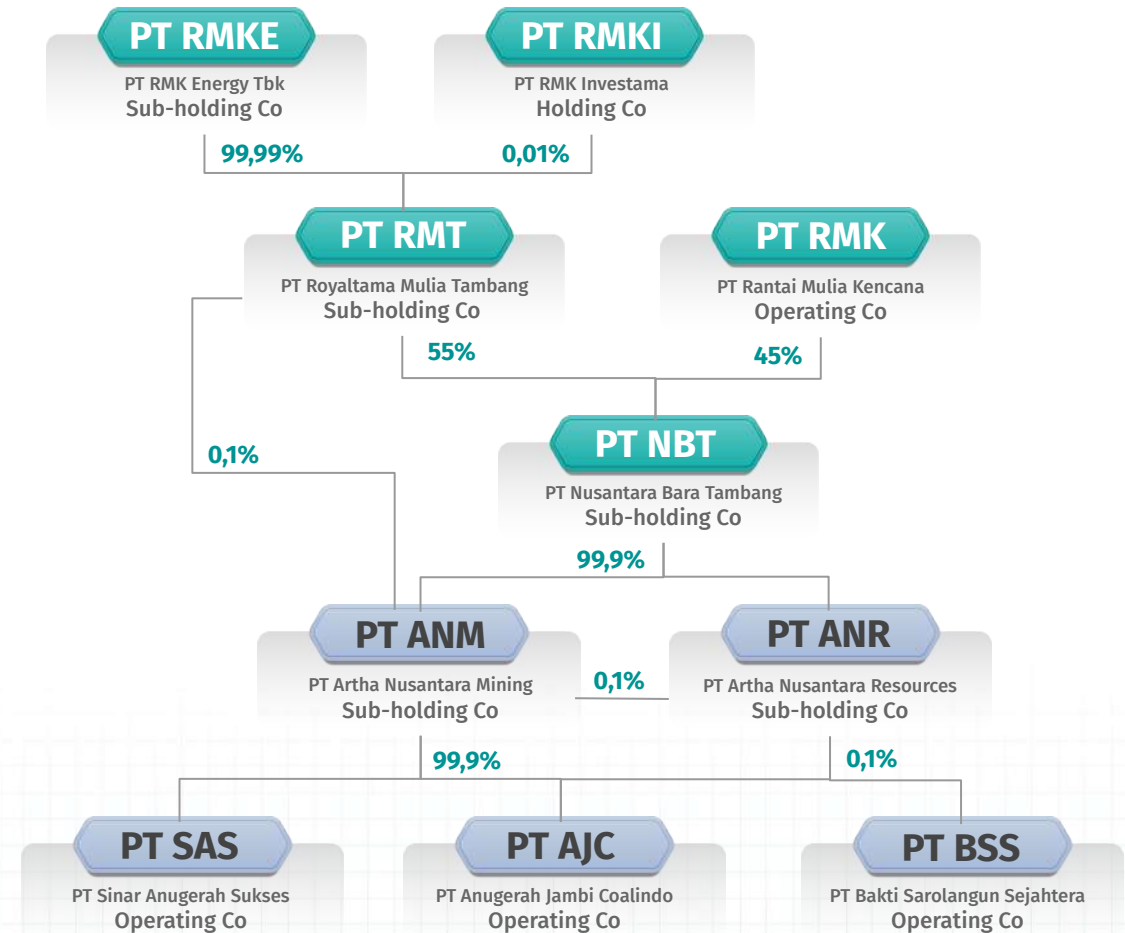 PT RMKE
PT RMK Energy Tbk
Sub-holding Co
PT RMKI
PT RMK Investama
Holding Co
99,99%
0,01%
PT RMT
PT Royaltama Mulia Tambang
Sub-holding Co
PT RMK
PT Rantai Mulia Kencana
Operating Co
55%
45%
0,1%
PT NBT
PT Nusantara Bara Tambang
Sub-holding Co
99,9%
PT ANM
PT Artha Nusantara Mining
Sub-holding Co
0,1%
PT ANR
PT Artha Nusantara Resources
Sub-holding Co
99,9%
0,1%
PT SAS
PT Sinar Anugerah Sukses
Operating Co
PT AJC
PT Anugerah Jambi Coalindo
Operating Co
PT BSS
PT Bakti Sarolangun Sejahtera
Operating Co